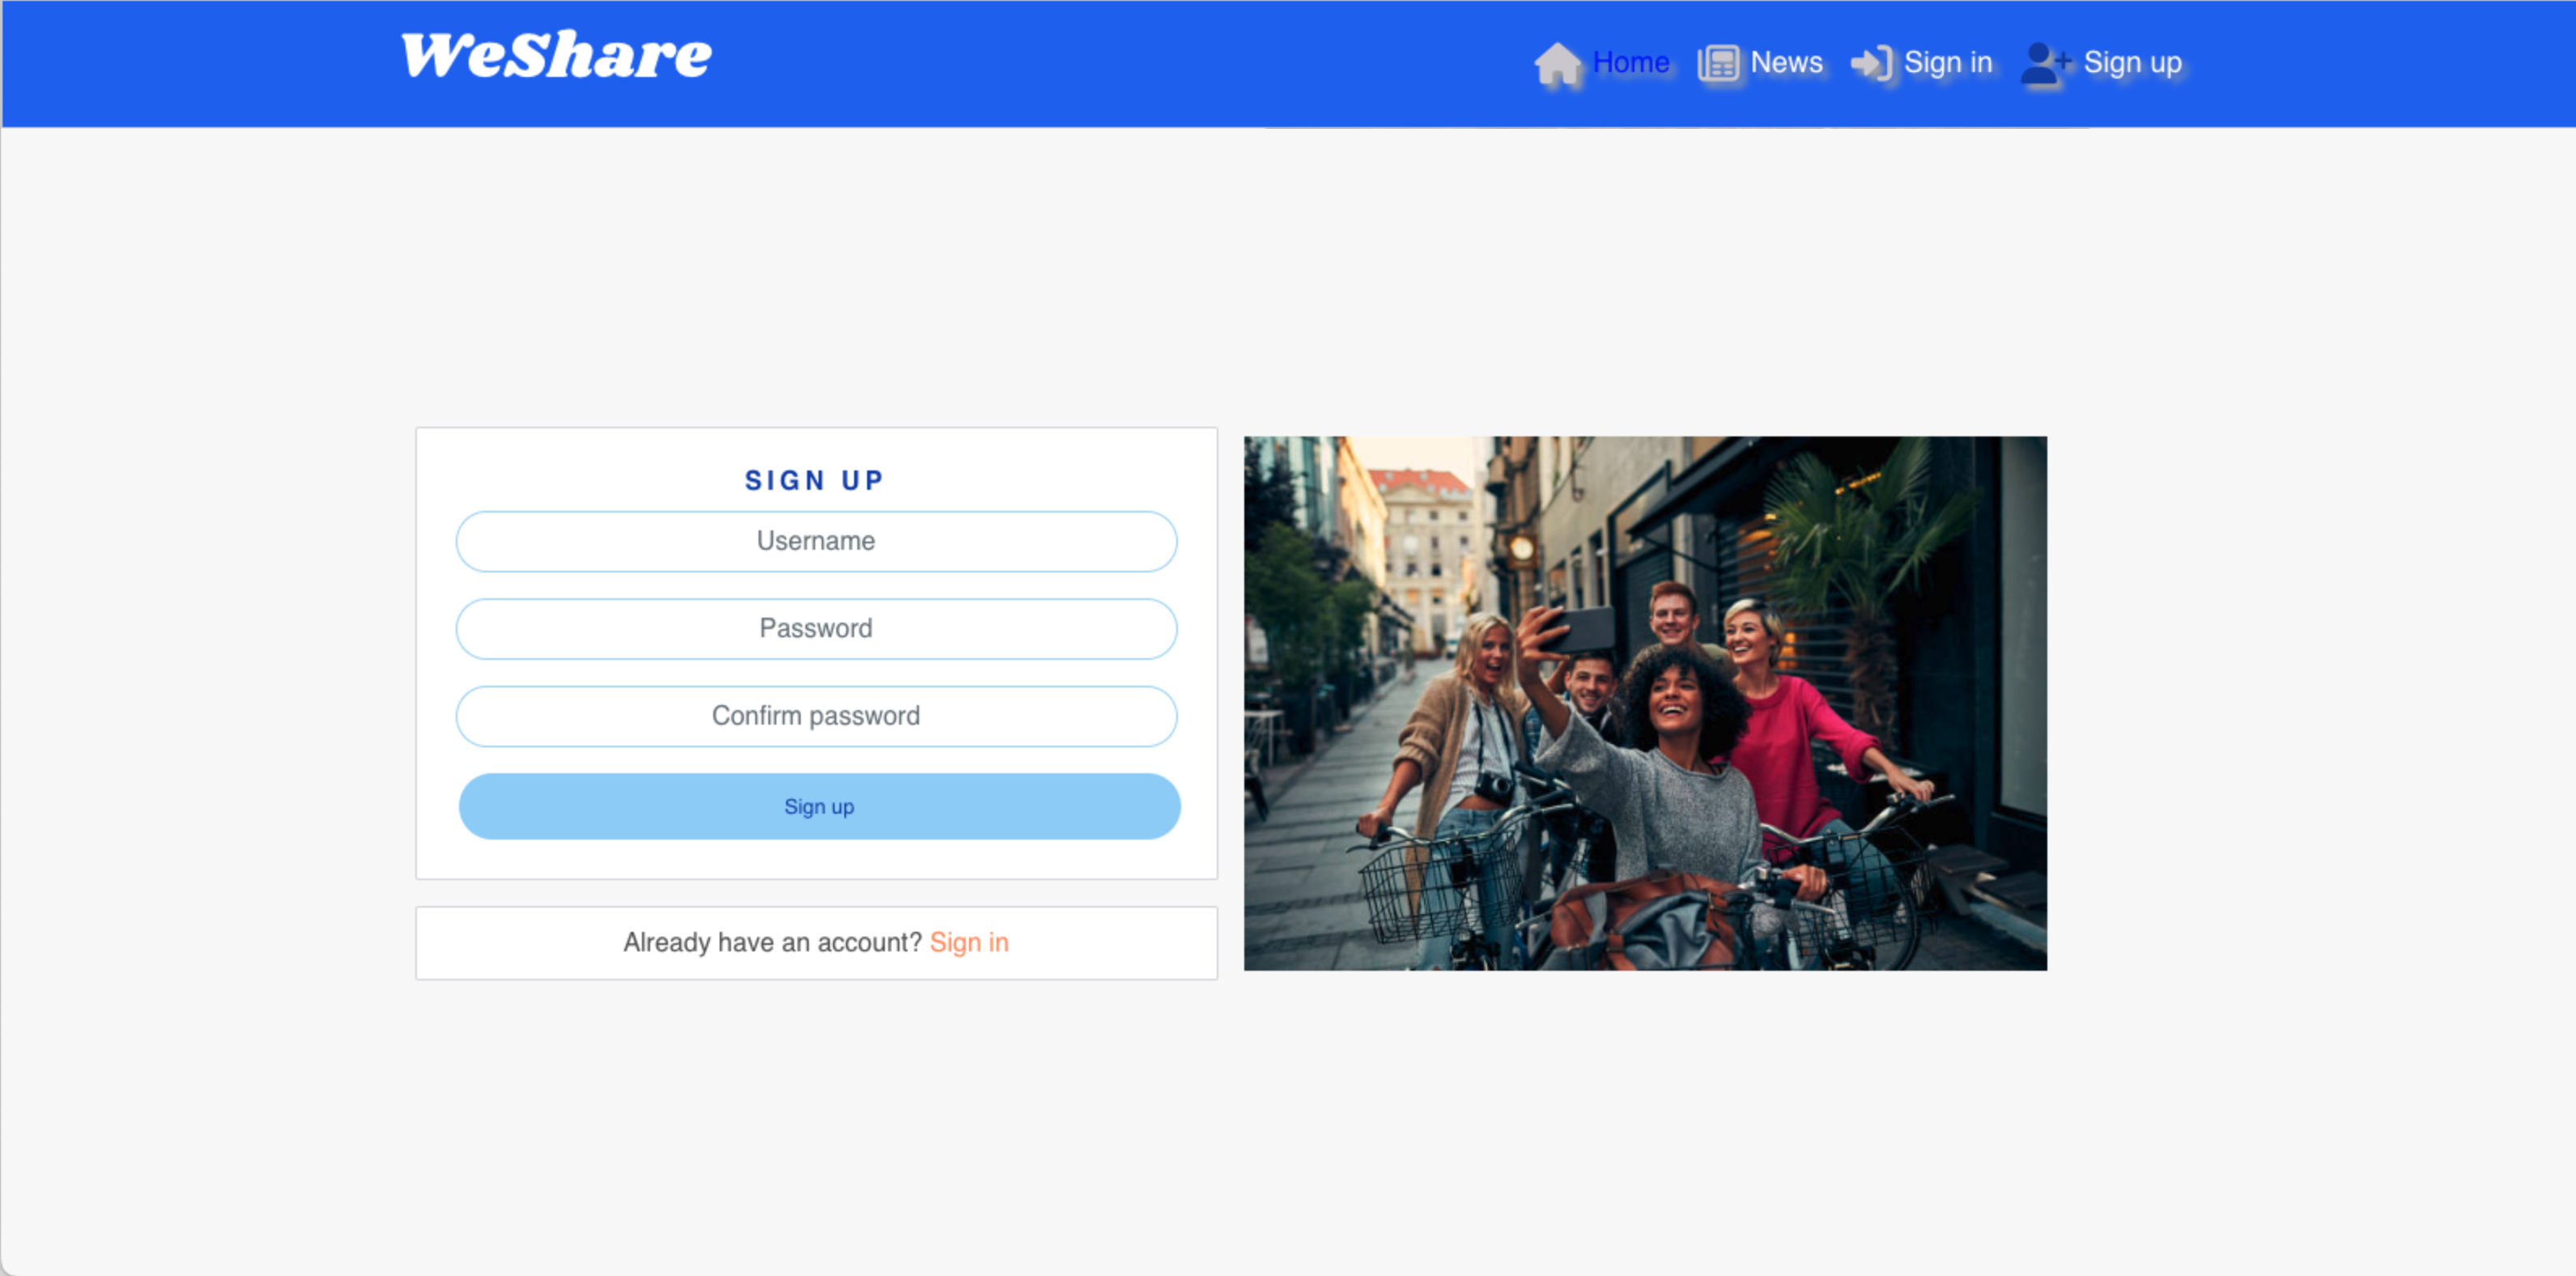 WeShare
Home News Sign in Sign up
SIGN UP
Username
Password
Confirm password
Sign up
Already have an account? Sign in